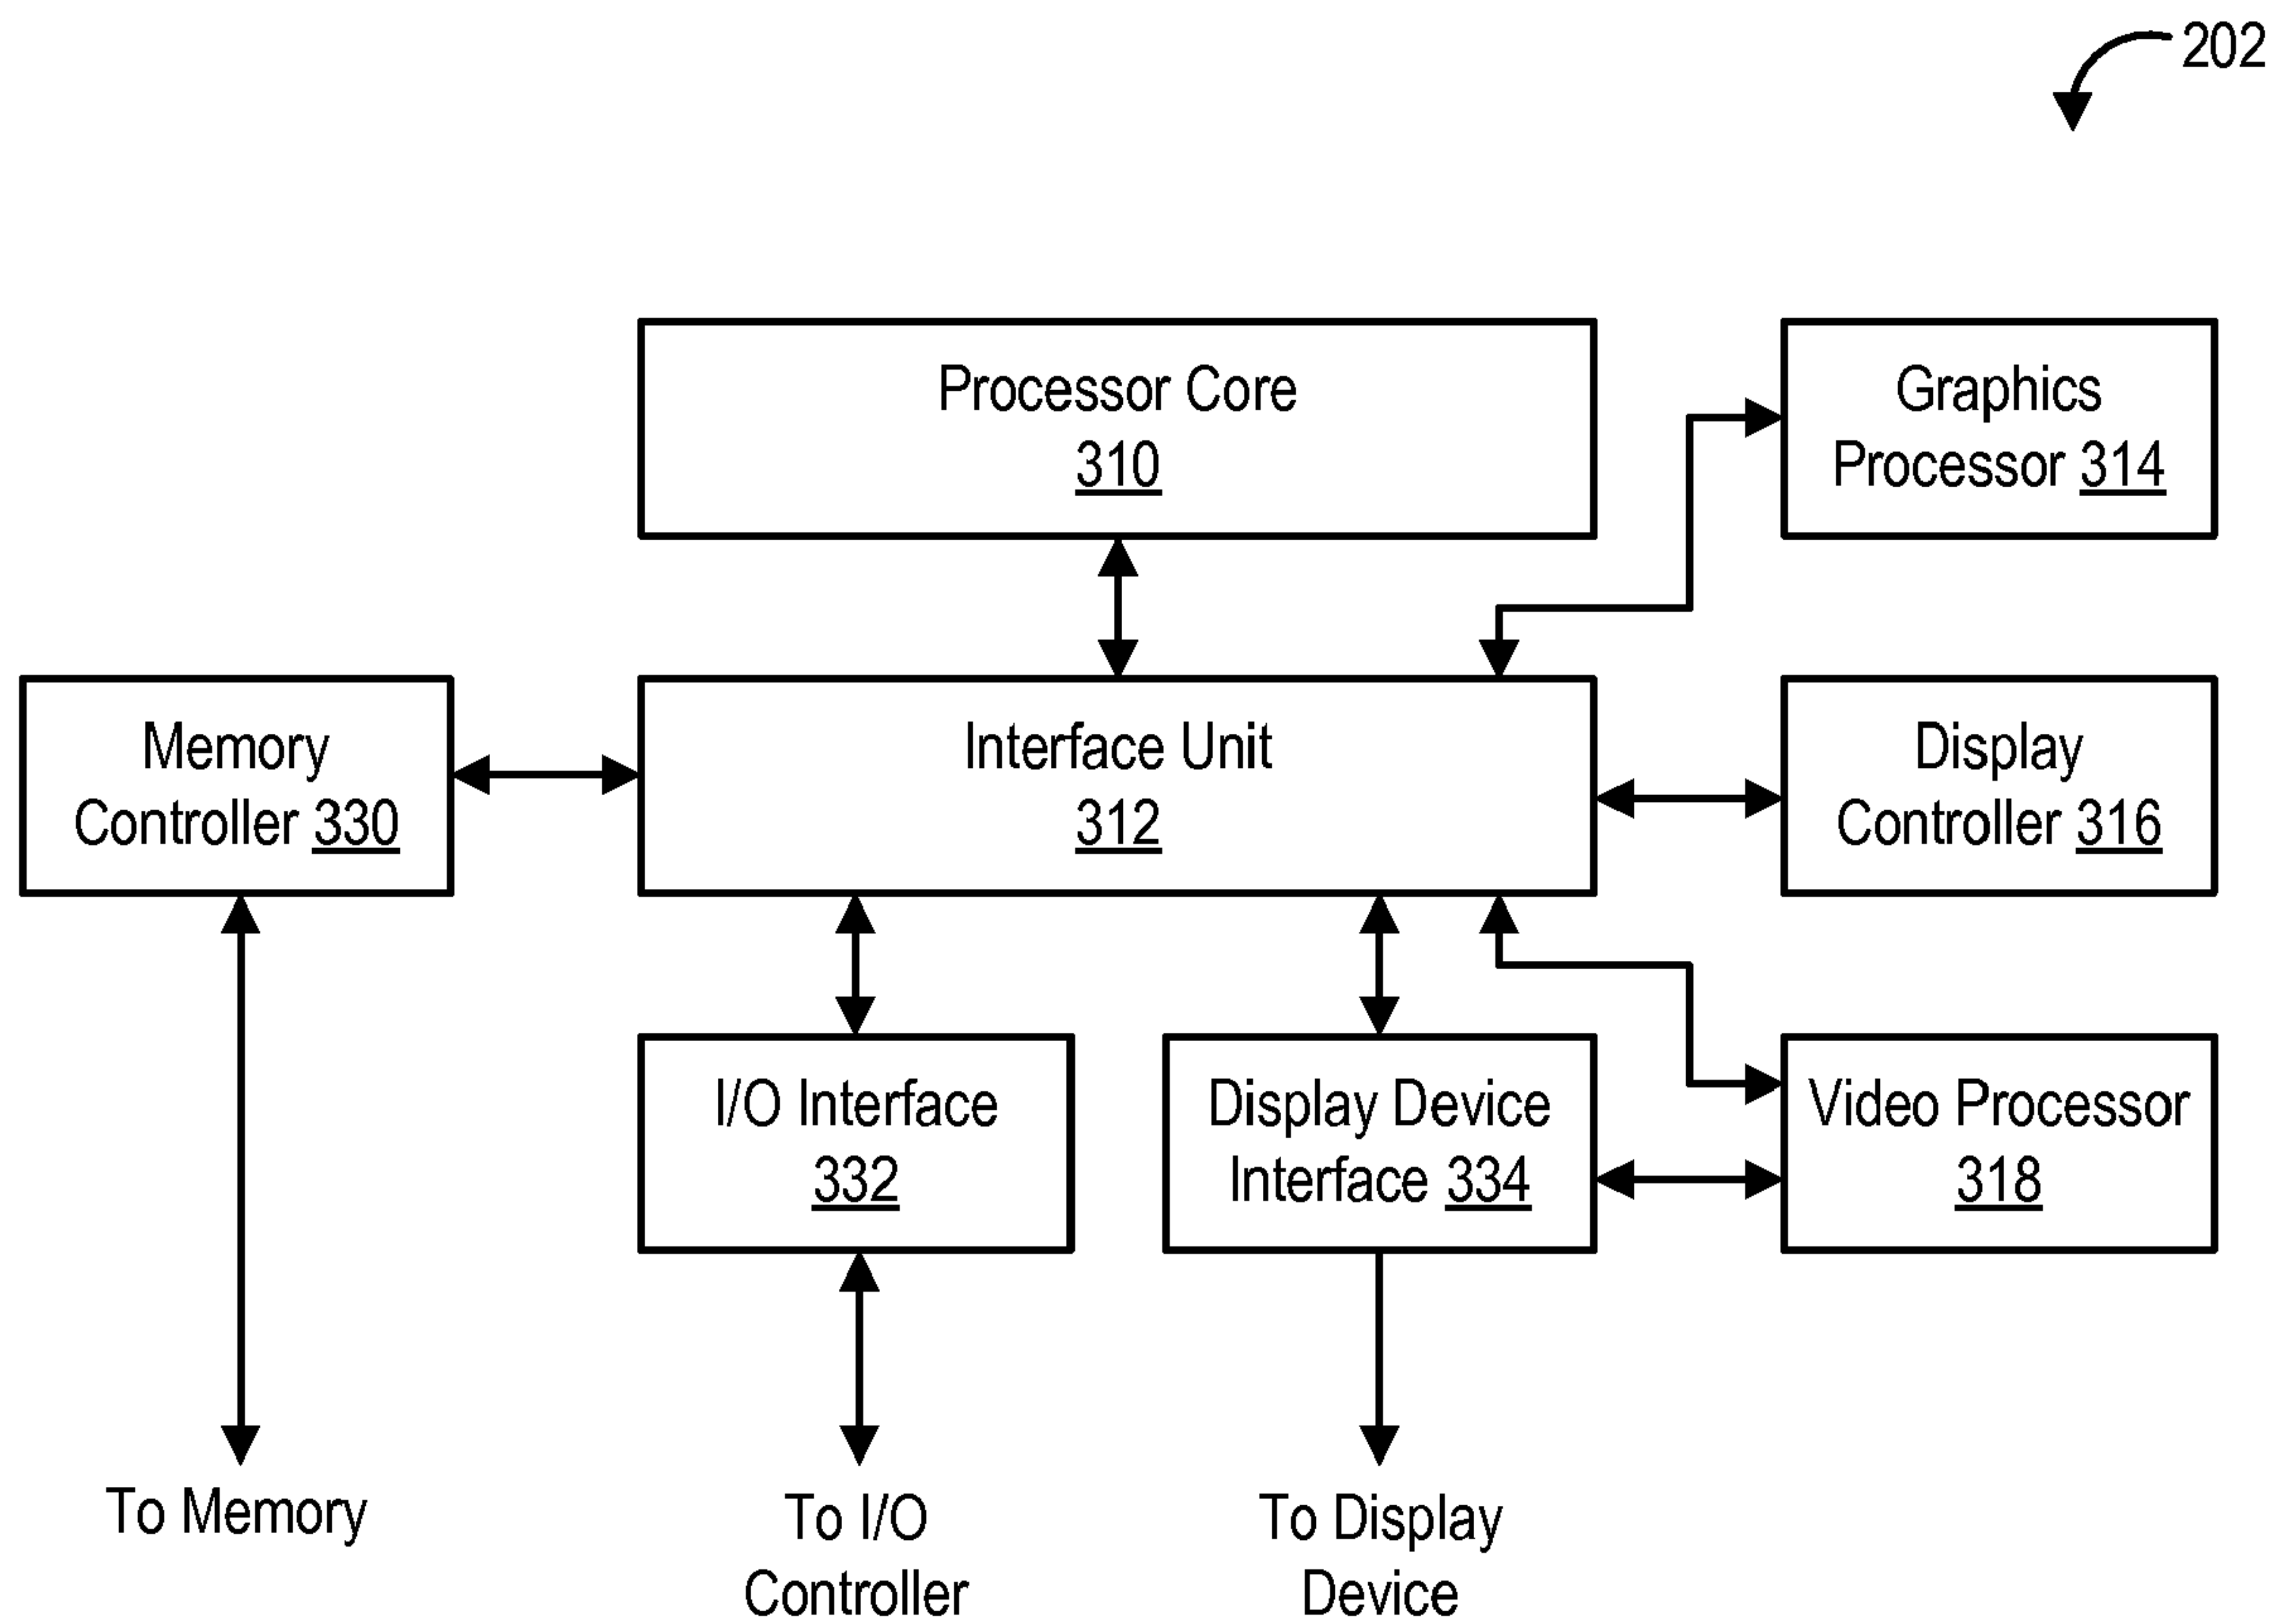 202
Processor Core
310
Graphics
Processor 314
Memory
Controller 330
Interface Unit
312
Display
Controller 316
I/O Interface
332
Display Device
Interface 334
Video Processor
318
To Memory
To I/O
Controller
To Display
Device